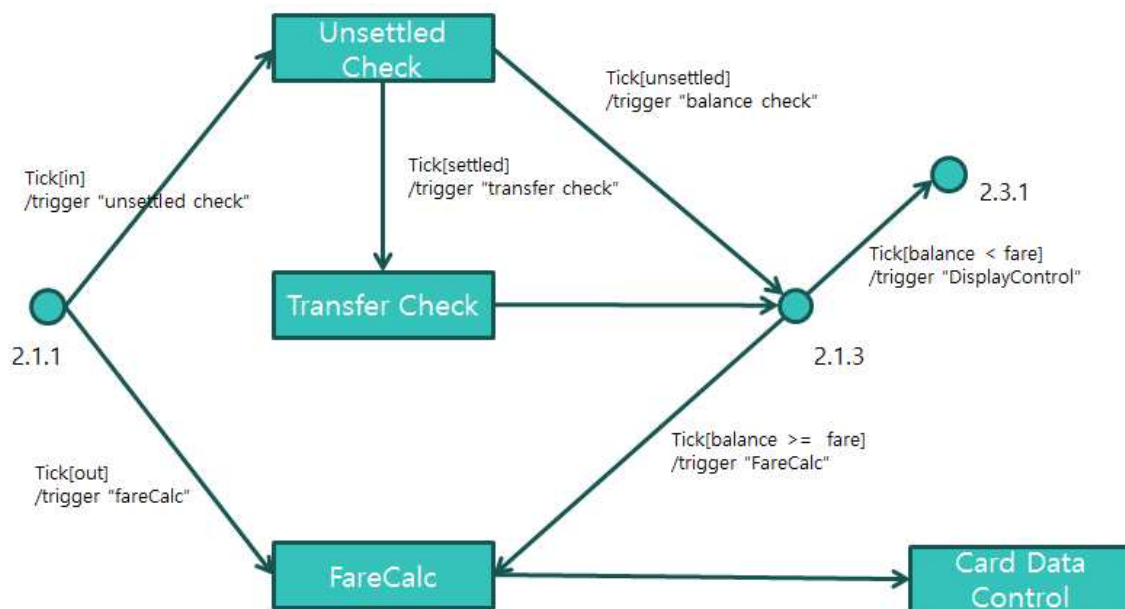 Unsettled
Check
Tick[unsettled]
/trigger "balance check"
Tick[in]
/trigger "unsettled check"
Tick[settled]
/trigger "transfer check"
2.3.1
Tick[balance < fare]
/trigger "DisplayControl"
Transfer Check
2.1.1
2.1.3
Tick[balance >= fare]
/trigger "FareCalc"
Tick[out]
/trigger "fareCalc"
FareCalc
Card Data
Control